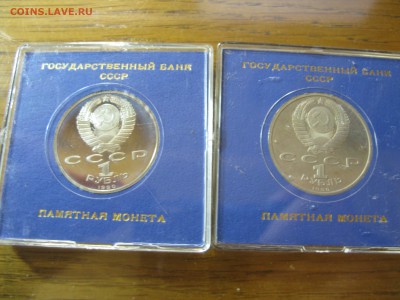 COINS.LAVE.RU
ГОСУДАРСТВЕННЫЙ БАНК
СССР
СССР
1
РУБЛЬ
ПАМЯТНАЯ МОНЕТА
ГОСУДАРСТВЕННЫЙ БАНК
СССР
СССР
1
РУБЛЬ
ПАМЯТНАЯ МОНЕТА